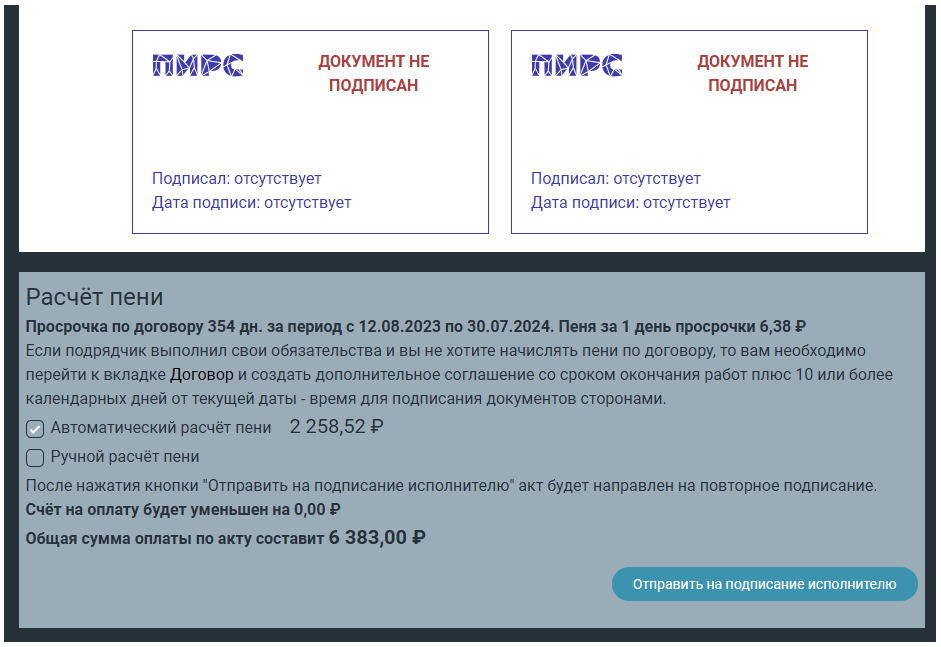 ПИРС
ДОКУМЕНТ НЕ
ПОДПИСАН
Подписал: отсутствует
Дата подписи: отсутствует
ПИРС
ДОКУМЕНТ НЕ
ПОДПИСАН
Подписал: отсутствует
Дата подписи: отсутствует
Расчёт пени
Просрочка по договору 354 дн. за период с 12.08.2023 по 30.07.2024. Пеня за 1 день просрочки 6,38 ₽
Если подрядчик выполнил свои обязательства и вы не хотите начислять пени по договору, то вам необходимо
перейти к вкладке Договор и создать дополнительное соглашение со сроком окончания работ плюс 10 или более
календарных дней от текущей даты - время для подписания документов сторонами.
Автоматический расчёт пени 2 258,52 ₽
Ручной расчёт пени
После нажатия кнопки "Отправить на подписание исполнителю" акт будет направлен на повторное подписание.
Счёт на оплату будет уменьшен на 0,00 ₽
Общая сумма оплаты по акту составит 6 383,00 ₽
Отправить на подписание исполнителю